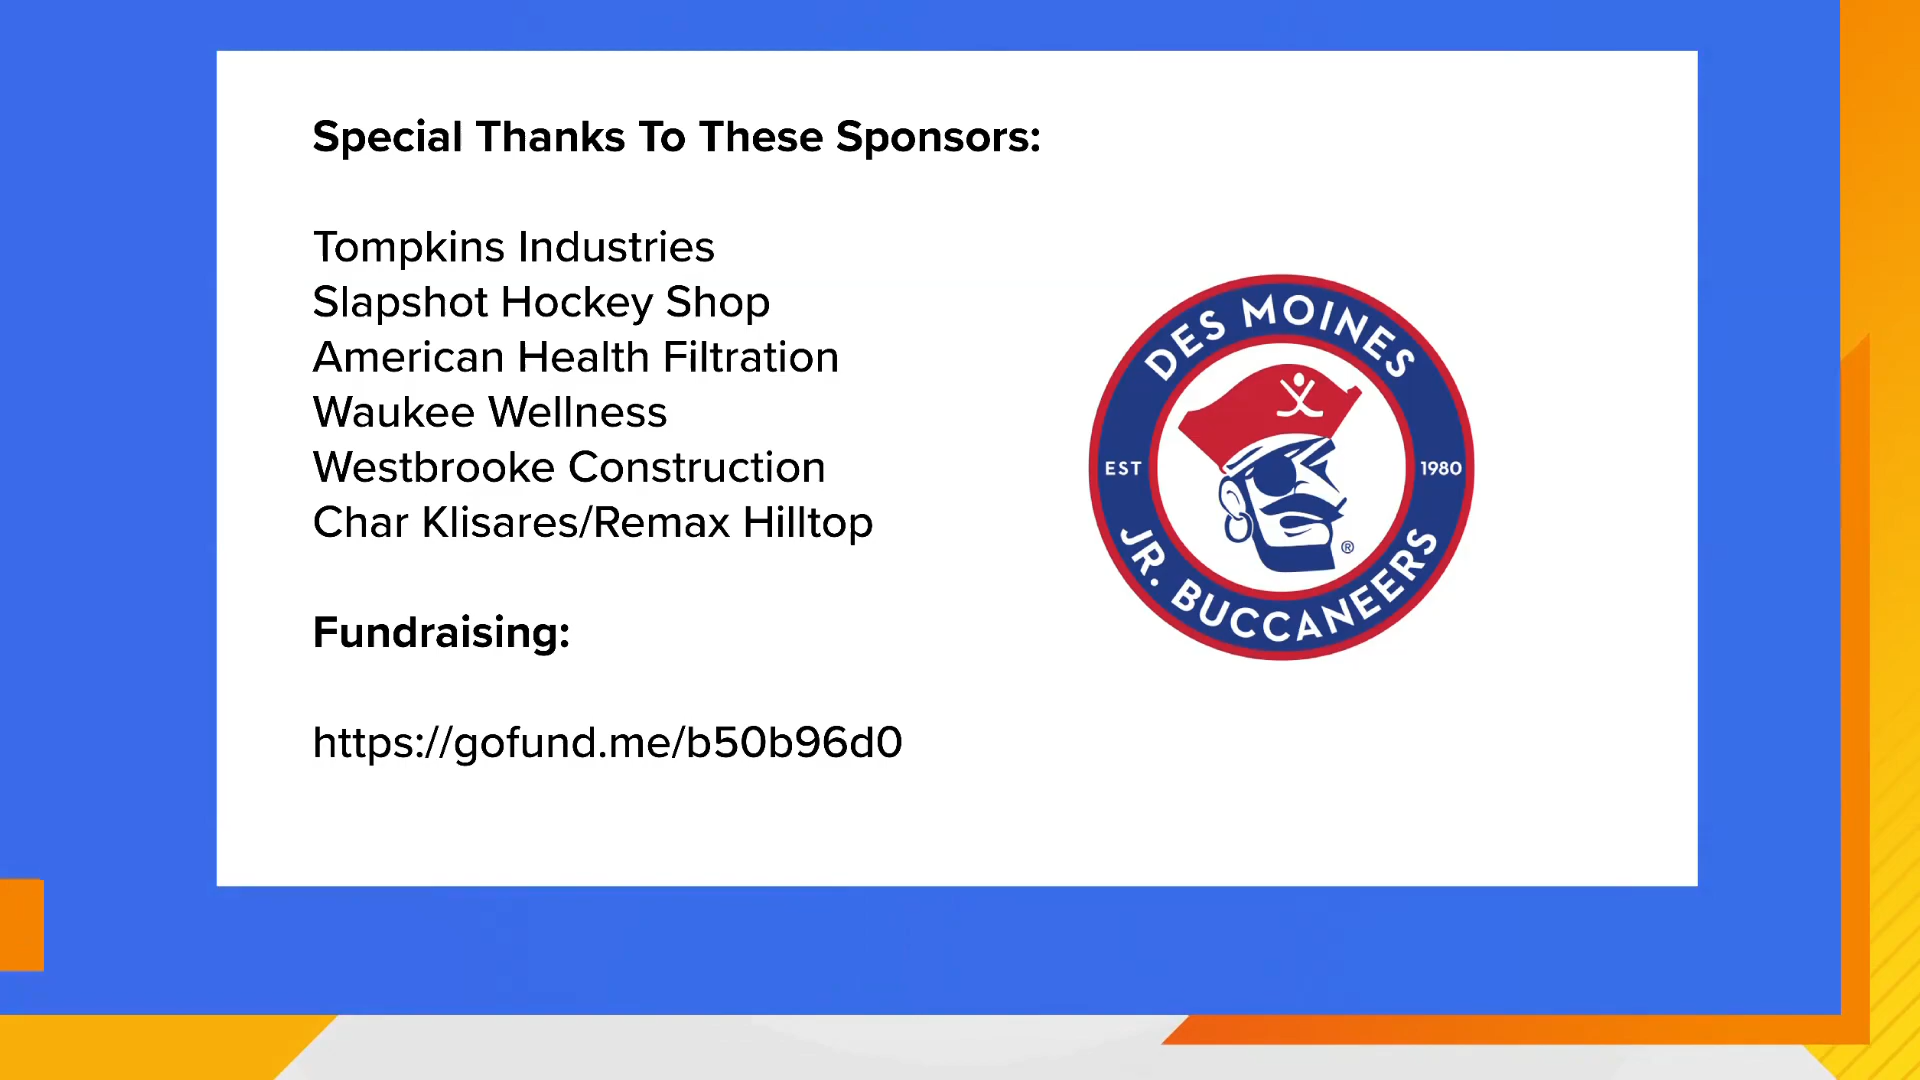 Special Thanks To These Sponsors:
Tompkins Industries
Slapshot Hockey Shop
American Health Filtration
Waukee Wellness
Westbrooke Construction
Char Klisares/Remax Hilltop
Fundraising:
https://gofund.me/b50b96d0
DES MOINES
EST 1980
®
JR. BUCCANEERS